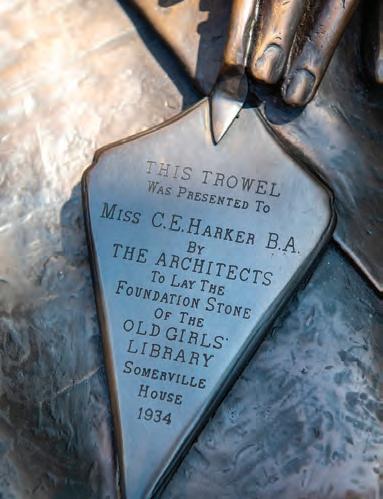 THIS TROWEL
WAS PRESENTED TO
MISS C.E.HARKER B.A.
BY
THE ARCHITECTS
TO LAY THE
FOUNDATION STONE
OF THE
OLD GIRLS'
LIBRARY
SOMERVILLE
HOUSE
1934